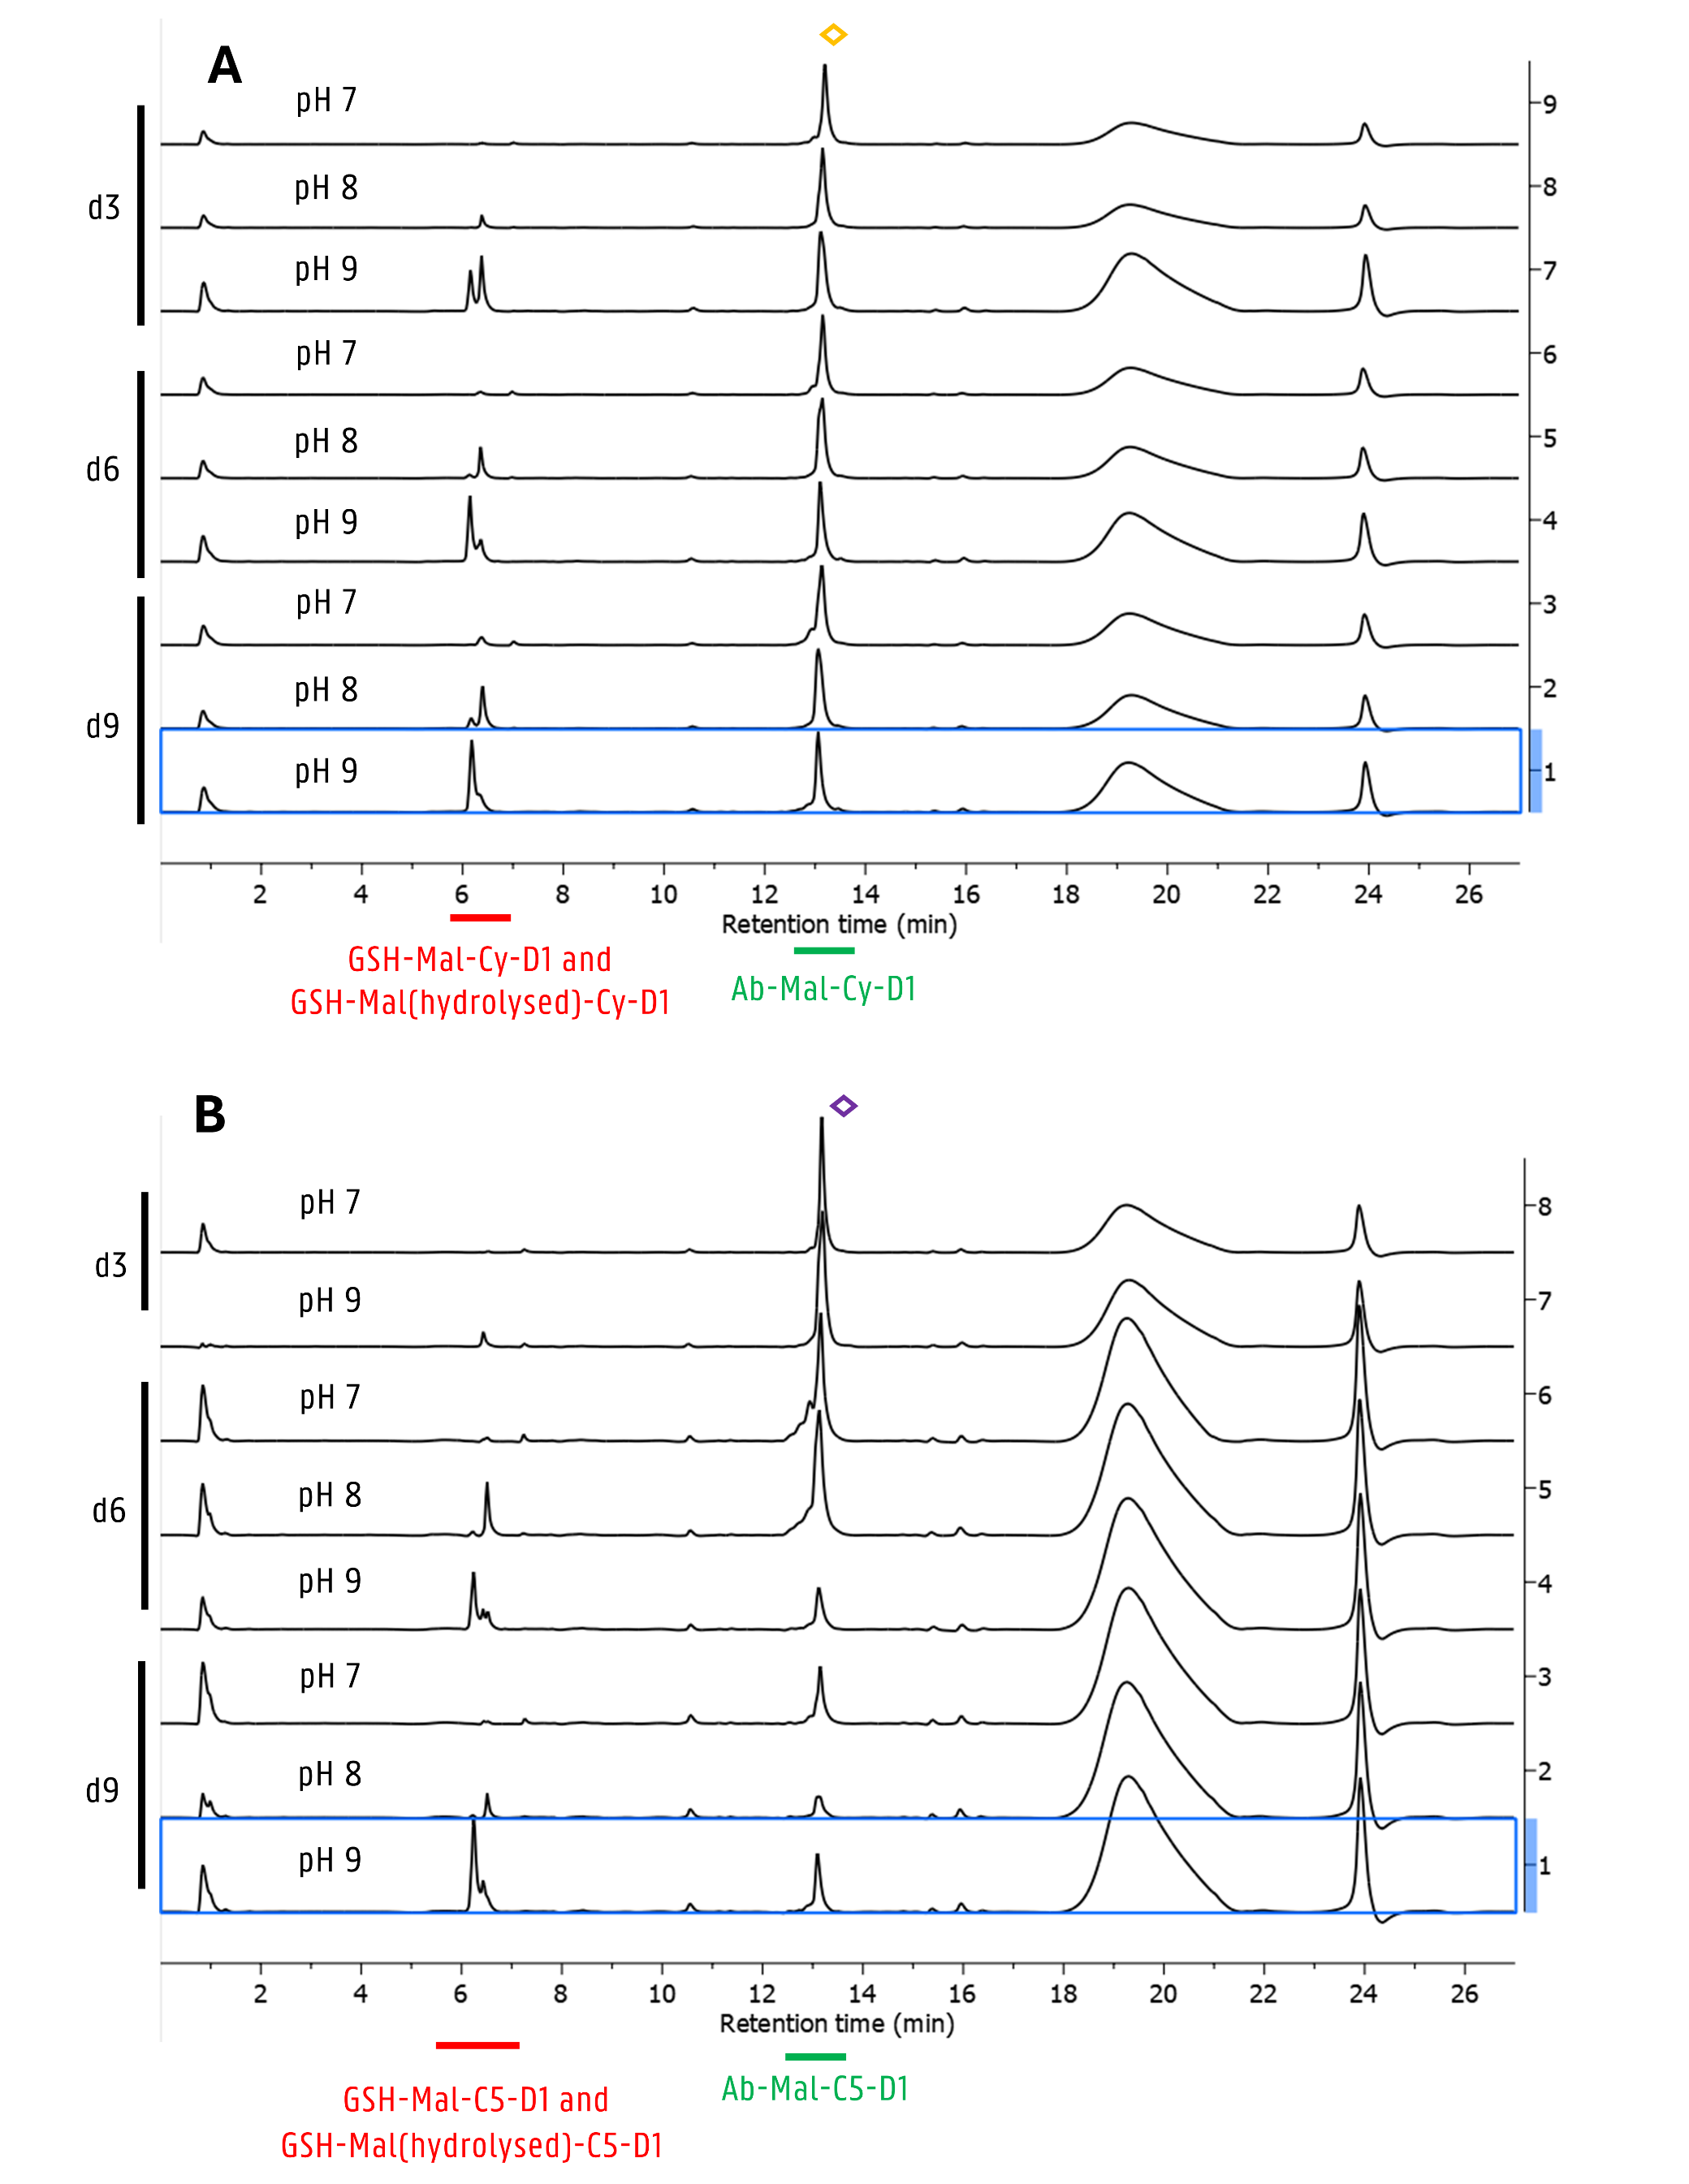 A
pH 7
9
pH 8
8
d3
pH 9
7
pH 7
6
pH 8
5
d6
pH 9
4
pH 7
3
pH 8
2
d9
pH 9
1
2 4 6 8 10 12 14 16 18 20 22 24 26
Retention time (min)
GSH-Mal-Cy-D1 and
GSH-Mal(hydrolysed)-Cy-D1
Ab-Mal-Cy-D1
B
pH 7
8
d3
pH 9
7
pH 7
6
pH 8
5
d6
pH 9
4
pH 7
3
pH 8
2
d9
pH 9
1
2 4 6 8 10 12 14 16 18 20 22 24 26
Retention time (min)
GSH-Mal-C5-D1 and
GSH-Mal(hydrolysed)-C5-D1
Ab-Mal-C5-D1